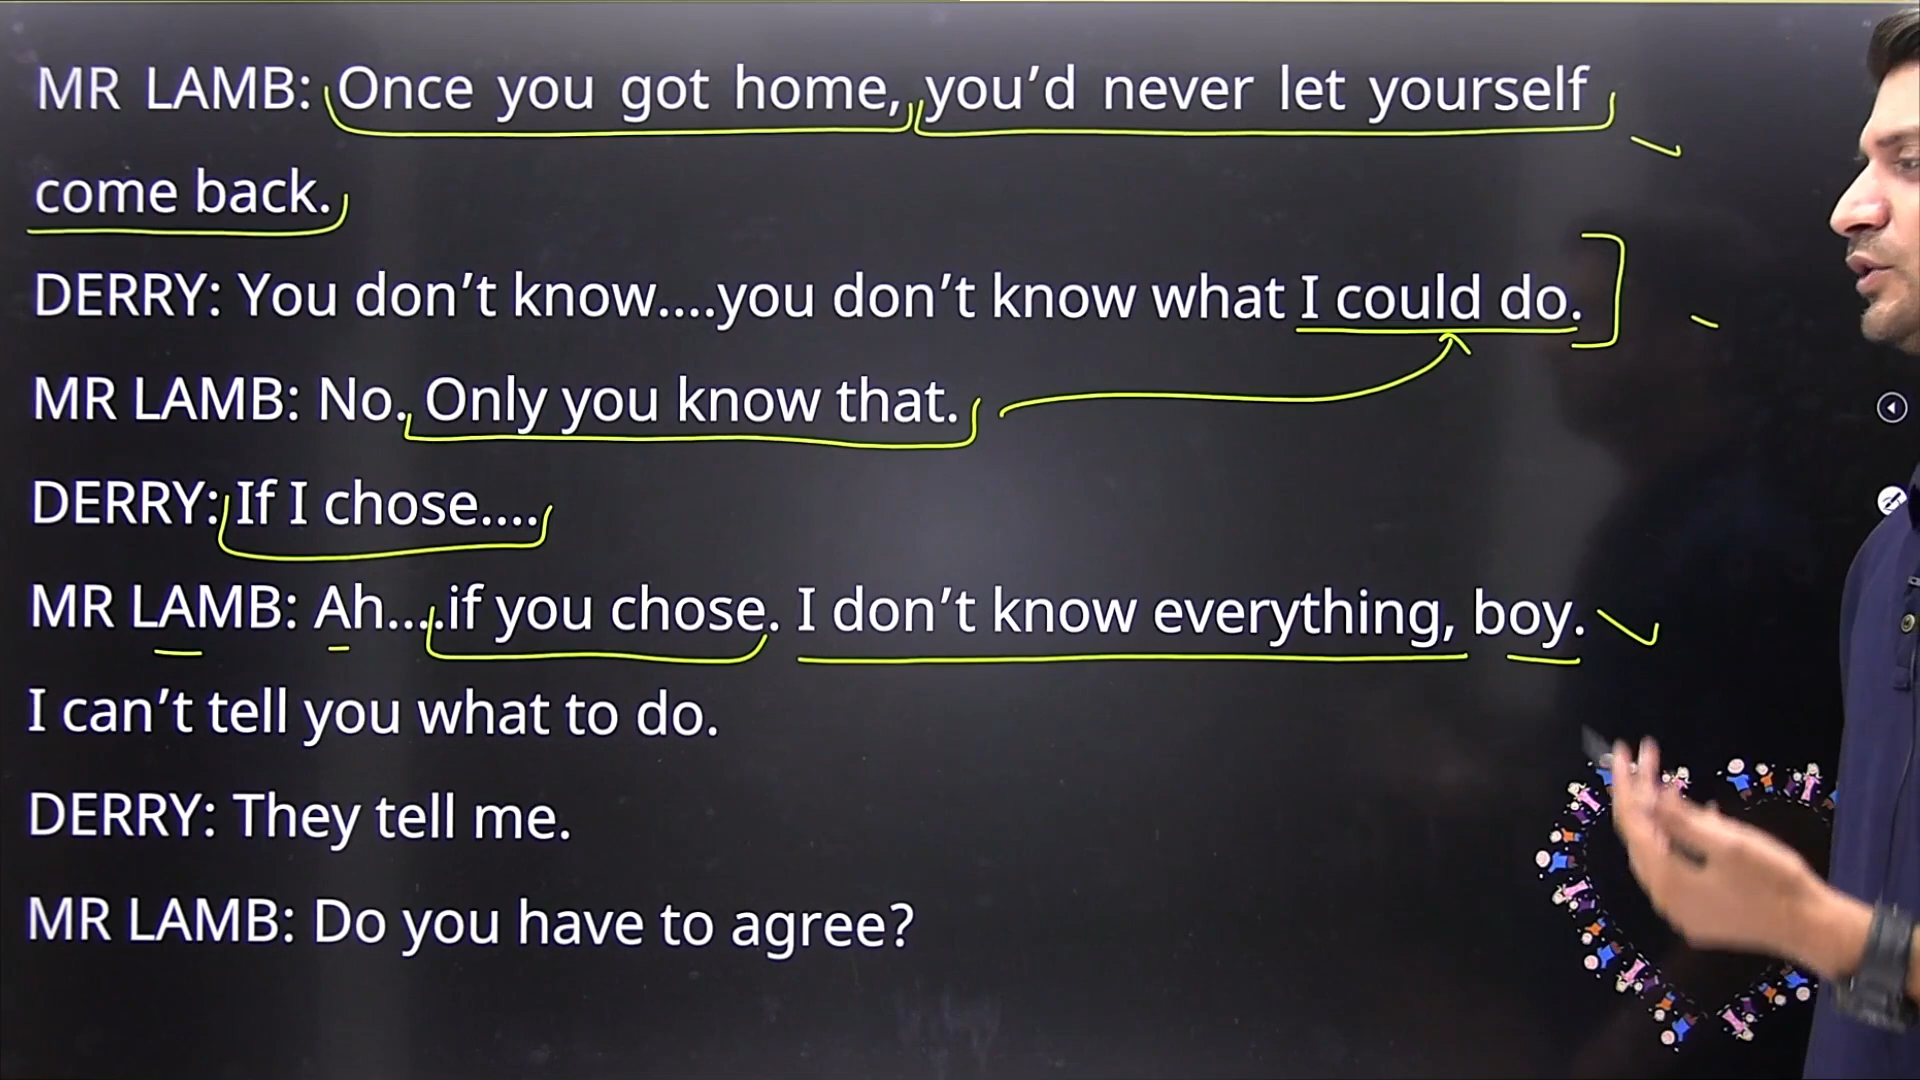 MR LAMB: Once you got home, you’d never let yourself
come back.
DERRY: You don’t know....you don’t know what I could do.
MR LAMB: No. Only you know that.
DERRY: If I chose....
MR LAMB: Ah....if you chose. I don’t know everything, boy.
I can’t tell you what to do.
DERRY: They tell me.
MR LAMB: Do you have to agree?